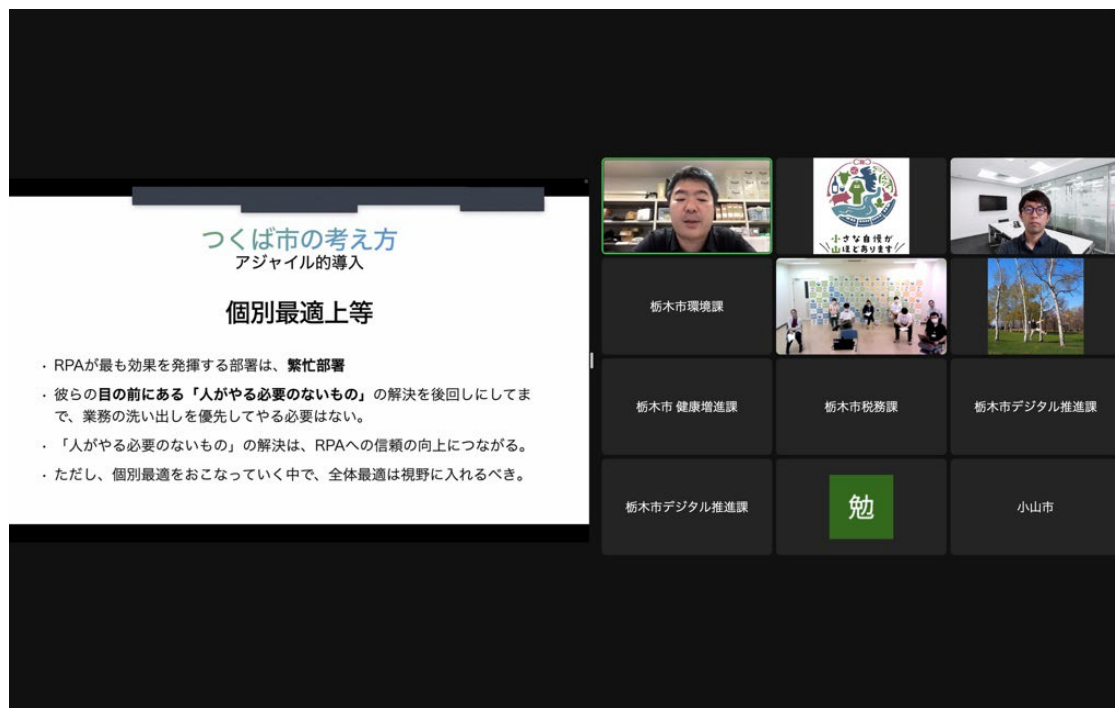 つくば市の考え方
アジャイル的導入
個別最適上等
・ RPAが最も効果を発揮する部署は、繁忙部署
・ 彼らの目の前にある「人がやる必要のないもの」の解決を後回しにしてま
で、業務の洗い出しを優先してやる必要はない。
・ 「人がやる必要のないもの」の解決は、RPAへの信頼の向上につながる。
・ ただし、個別最適をおこなっていく中で、全体最適は視野に入れるべき。
小さな自慢が
山ほどあります
栃木市環境課
栃木市 健康増進課
栃木市税務課
栃木市デジタル推進課
栃木市デジタル推進課
勉
小山市